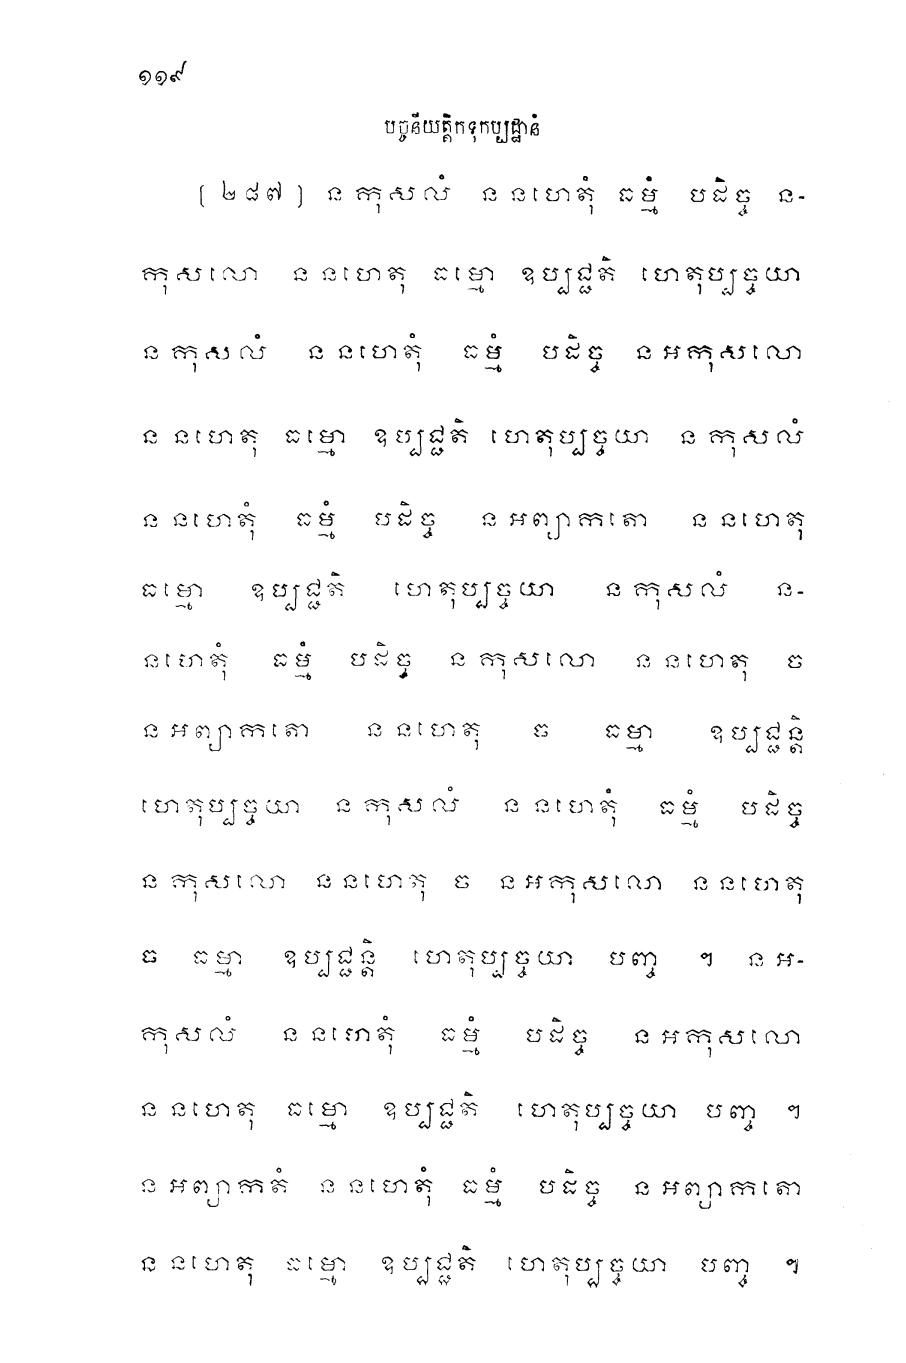 ១១៩
បច្ចនីយត្តិកទុកប្បដ្ឋានំ
[ ២៨៧ ] ន កុសលំ ន នហេតុំ ធម្មំ បដិច្ច ន-
កុសលោ ន នហេតុ ធម្មោ ឧប្បជ្ជតិ ហេតុប្បច្ចយា
ន កុសលំ ន នហេតុំ ធម្មំ បដិច្ច ន អកុសលោ
ន នហេតុ ធម្មោ ឧប្បជ្ជតិ ហេតុប្បច្ចយា ន កុសលំ
ន នហេតុំ ធម្មំ បដិច្ច ន អព្យាកតោ ន នហេតុ
ធម្មោ ឧប្បជ្ជតិ ហេតុប្បច្ចយា ន កុសលំ ន-
នហេតុំ ធម្មំ បដិច្ច ន កុសលោ ន នហេតុ ច
ន អព្យាកតោ ន នហេតុ ច ធម្មា ឧប្បជ្ជន្តិ
ហេតុប្បច្ចយា ន កុសលំ ន នហេតុំ ធម្មំ បដិច្ច
ន កុសលោ ន នហេតុ ច ន អកុសលោ ន នហេតុ
ច ធម្មា ឧប្បជ្ជន្តិ ហេតុប្បច្ចយា បញ្ច ។ ន អ-
កុសលំ ន នហេតុំ ធម្មំ បដិច្ច ន អកុសលោ
ន នហេតុ ធម្មោ ឧប្បជ្ជតិ ហេតុប្បច្ចយា បញ្ច ។
ន អព្យាកតំ ន នហេតុំ ធម្មំ បដិច្ច ន អព្យាកតោ
ន នហេតុ ធម្មោ ឧប្បជ្ជតិ ហេតុប្បច្ចយា បញ្ច ។